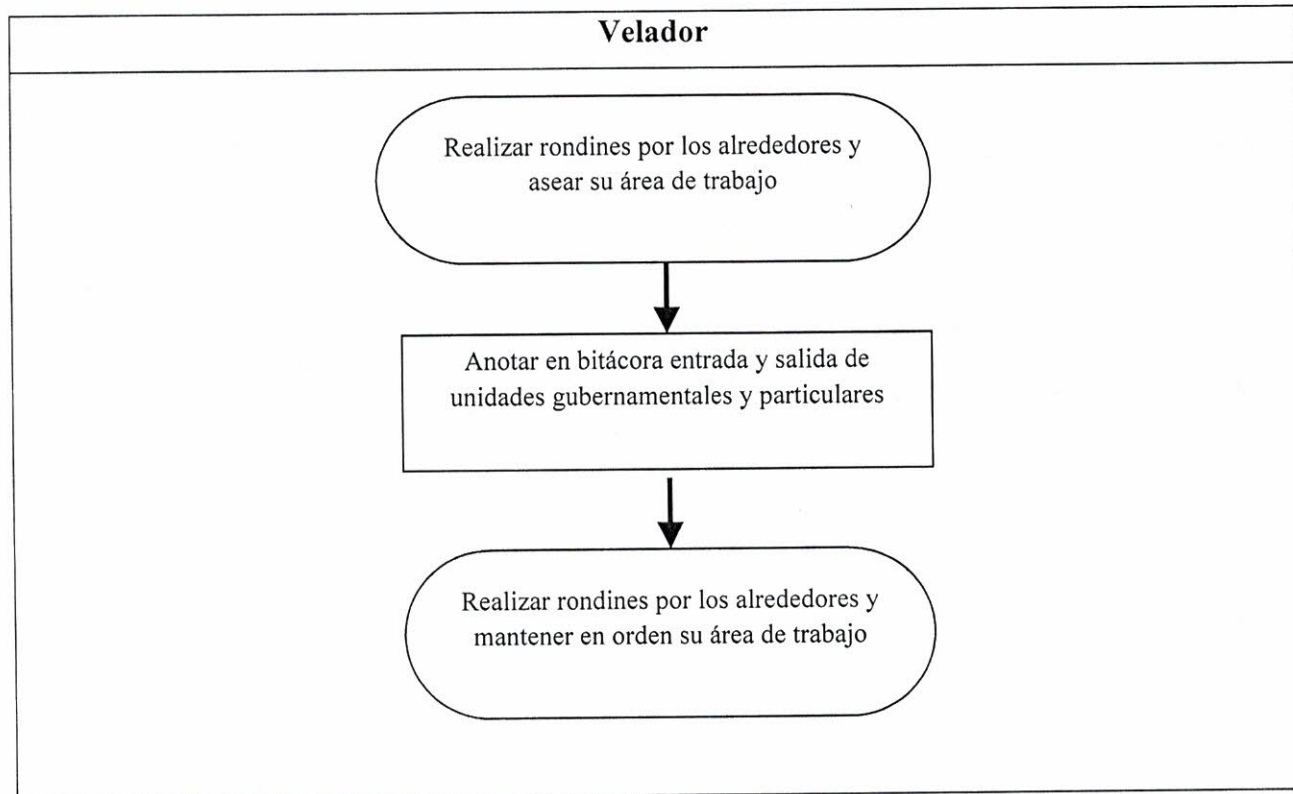 Velador
Realizar rondines por los alrededores y
asear su área de trabajo
Anotar en bitácora entrada y salida de
unidades gubernamentales y particulares
Realizar rondines por los alrededores y
mantener en orden su área de trabajo